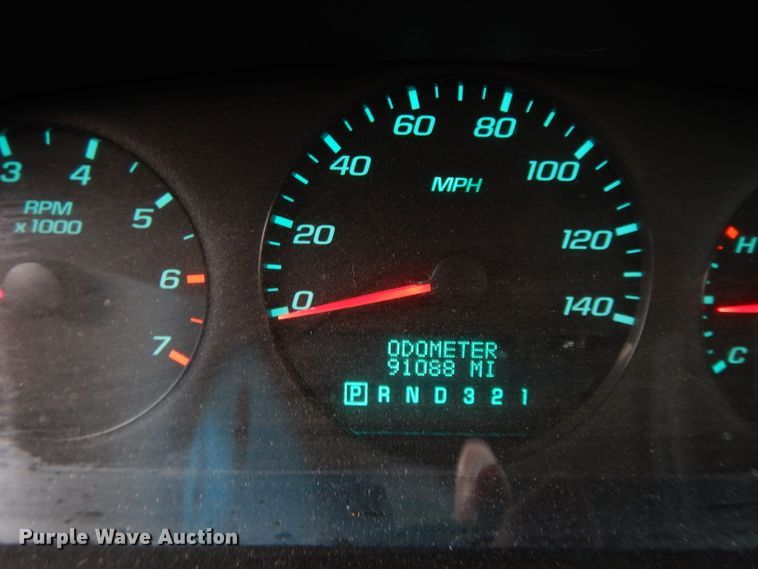 3
4
5
6
7
RPM
x 1000
0
20
40
60
80
100
120
140
MPH
ODOMETER
91088 MI
P R N D 3 2 1
H
C
Purple Wave Auction